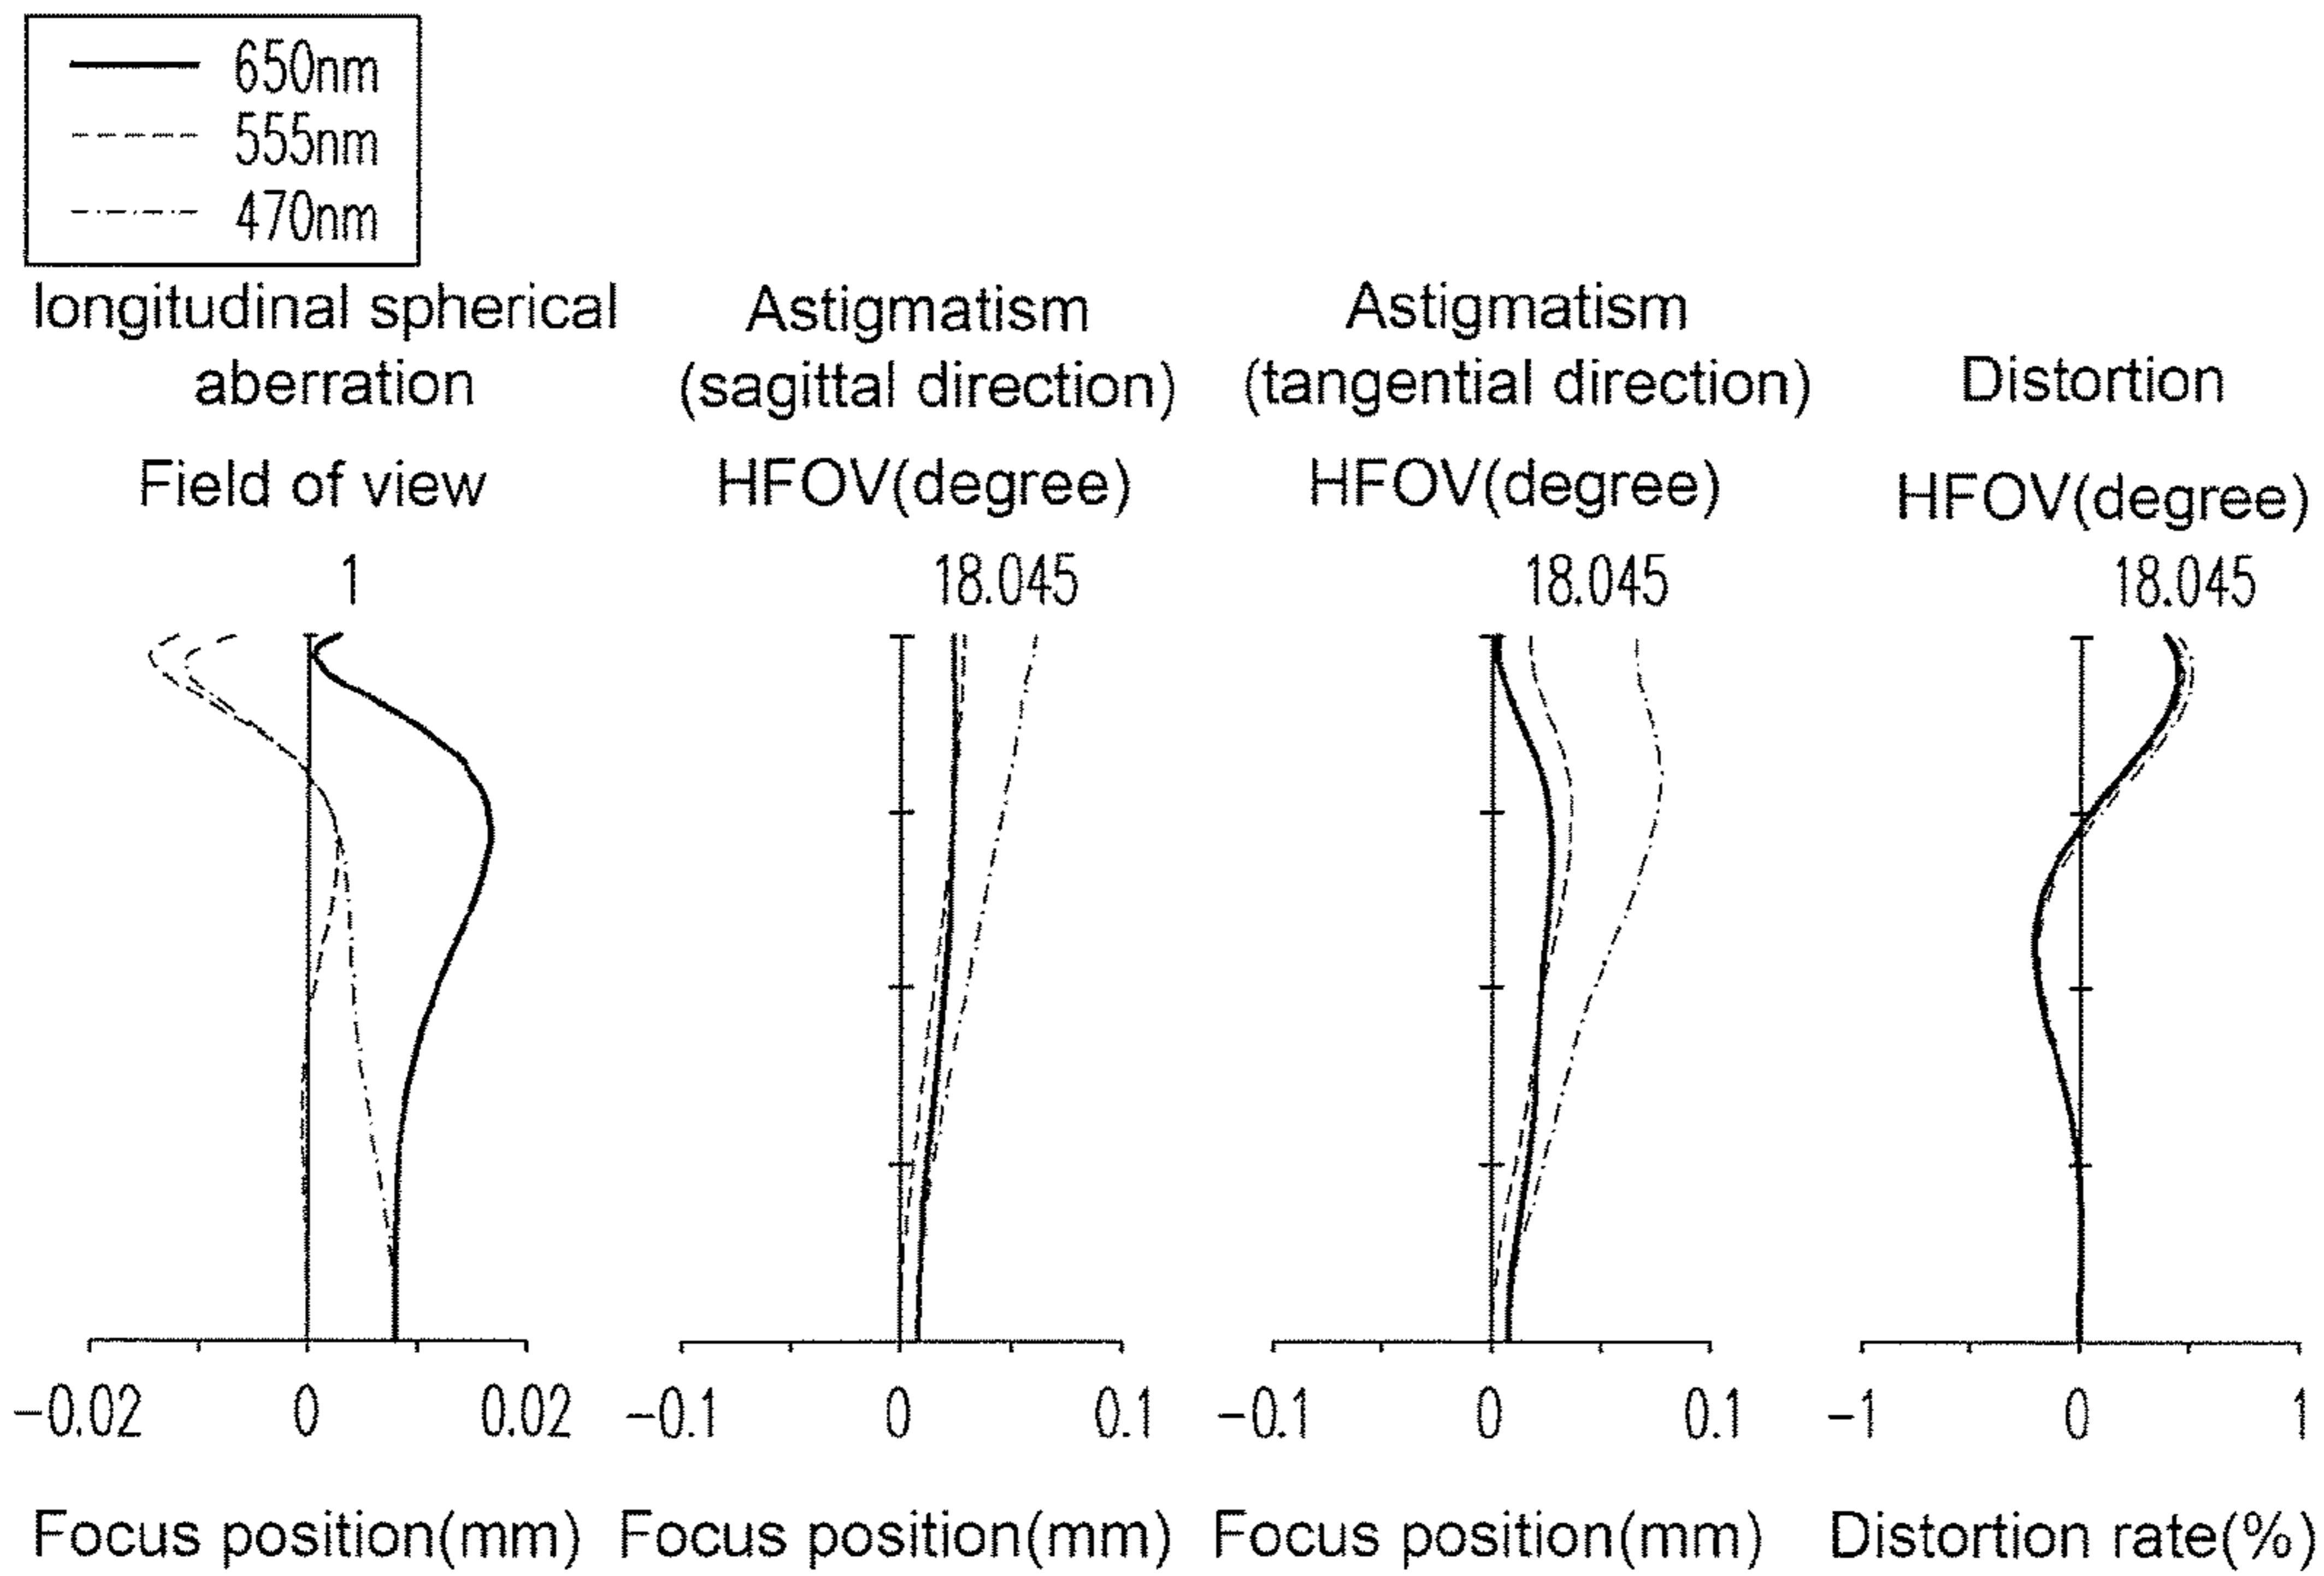 650nm
555nm
470nm
longitudinal spherical
aberration
Field of view
1
-0.02 0 0.02
Focus position(mm)
Astigmatism
(sagittal direction)
HFOV(degree)
18.045
-0.1 0 0.1
Focus position(mm)
Astigmatism
(tangential direction)
HFOV(degree)
18.045
-0.1 0 0.1
Focus position(mm)
Distortion
HFOV(degree)
18.045
-1 0 1
Distortion rate(%)